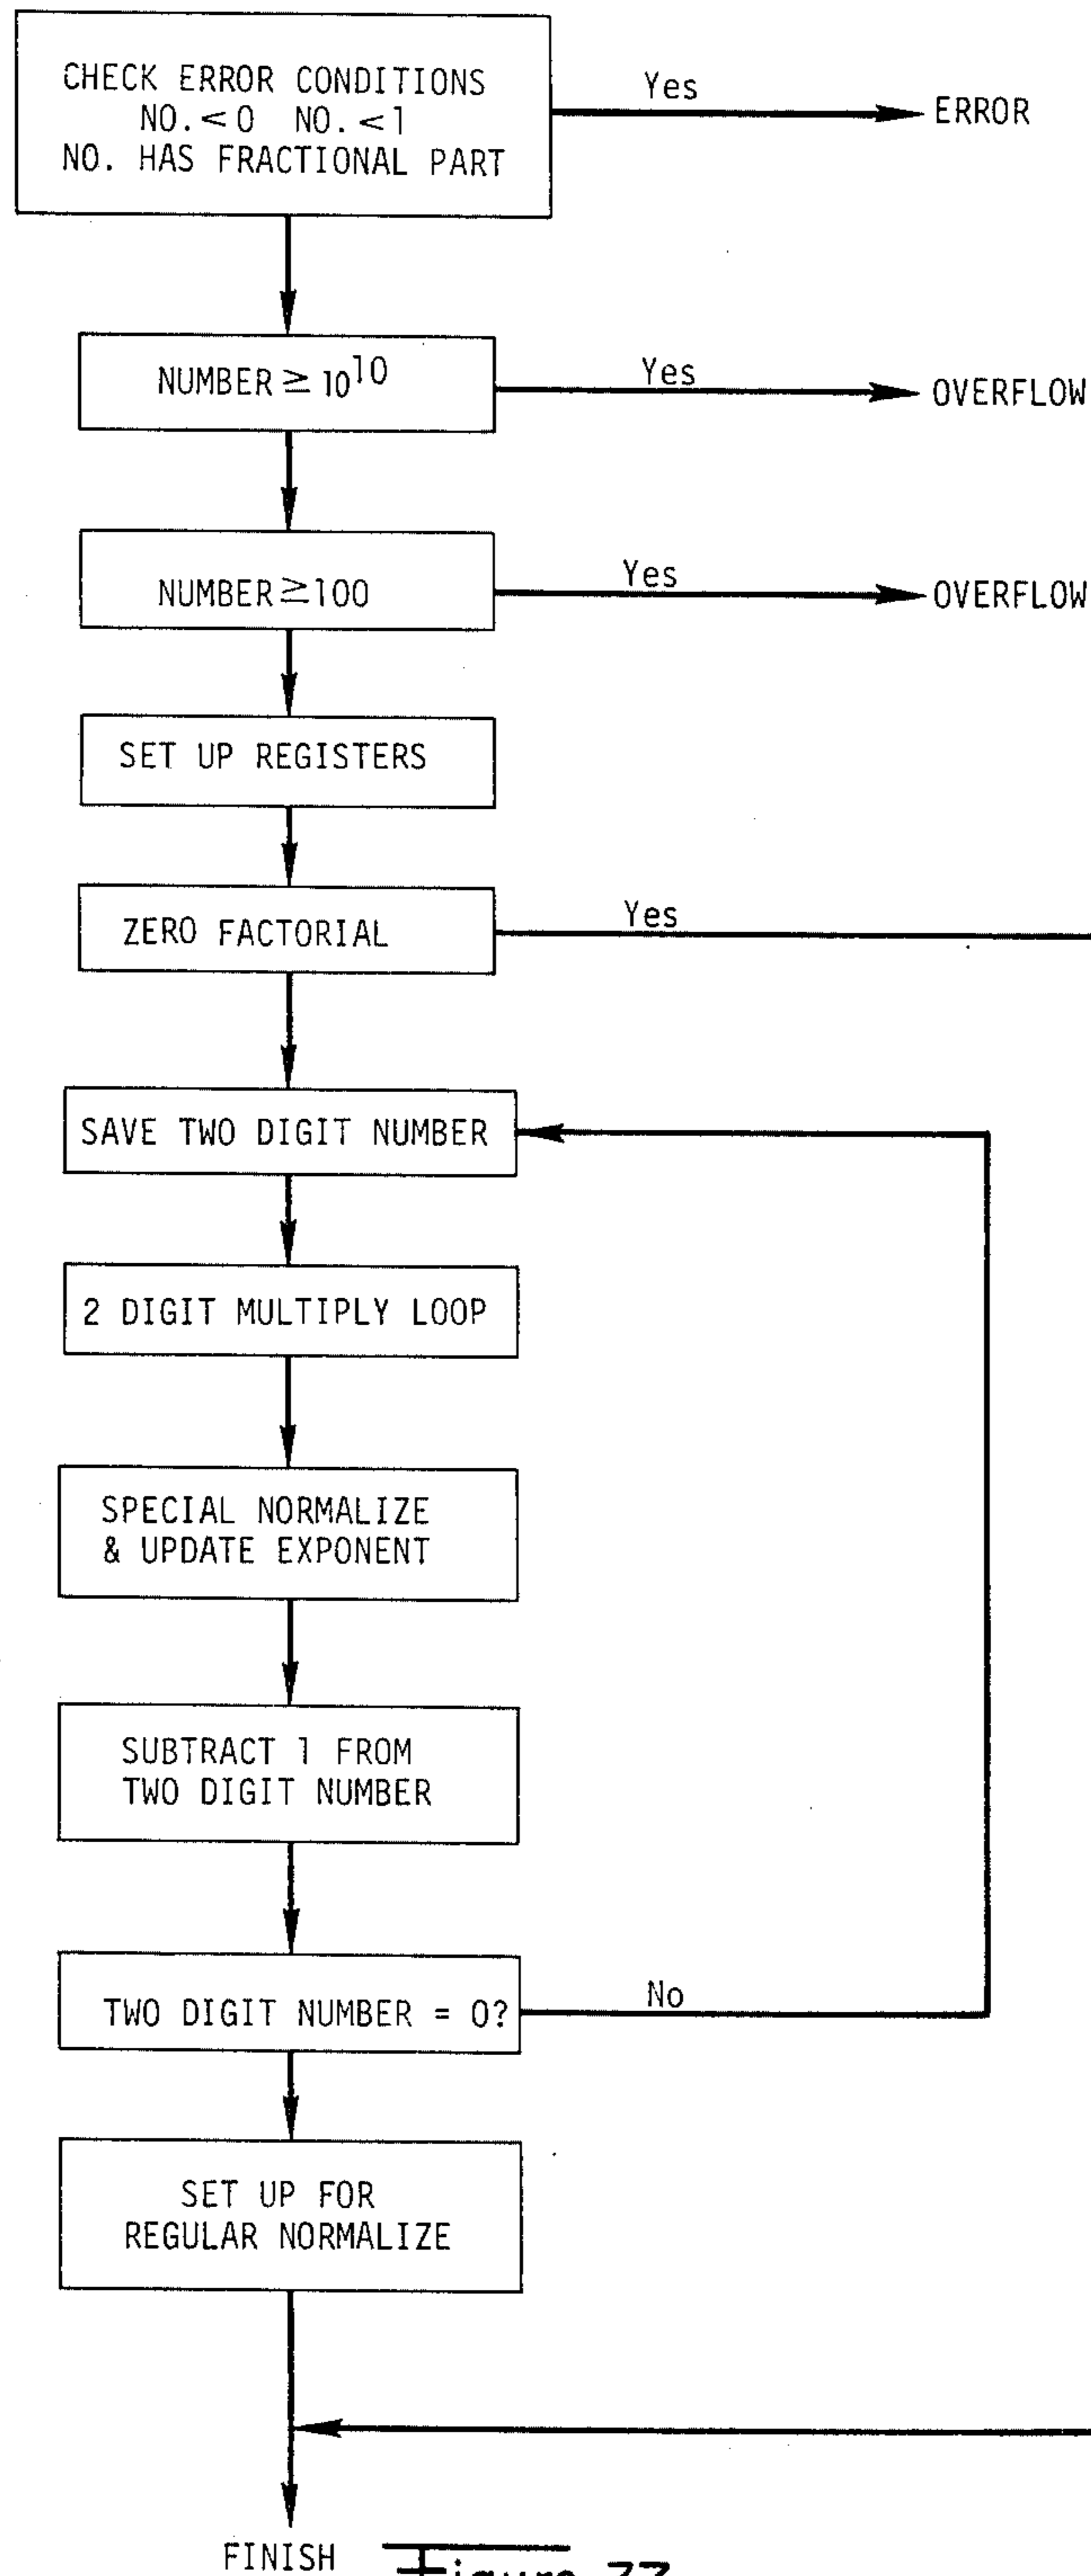 CHECK ERROR CONDITIONS
NO. < 0 NO. < 1
NO. HAS FRACTIONAL PART
Yes
ERROR
NUMBER ≥ 10^10
Yes
OVERFLOW
NUMBER ≥ 100
Yes
OVERFLOW
SET UP REGISTERS
ZERO FACTORIAL
Yes
SAVE TWO DIGIT NUMBER
2 DIGIT MULTIPLY LOOP
SPECIAL NORMALIZE
& UPDATE EXPONENT
SUBTRACT 1 FROM
TWO DIGIT NUMBER
TWO DIGIT NUMBER = 0?
No
SET UP FOR
REGULAR NORMALIZE
FINISH
Figure